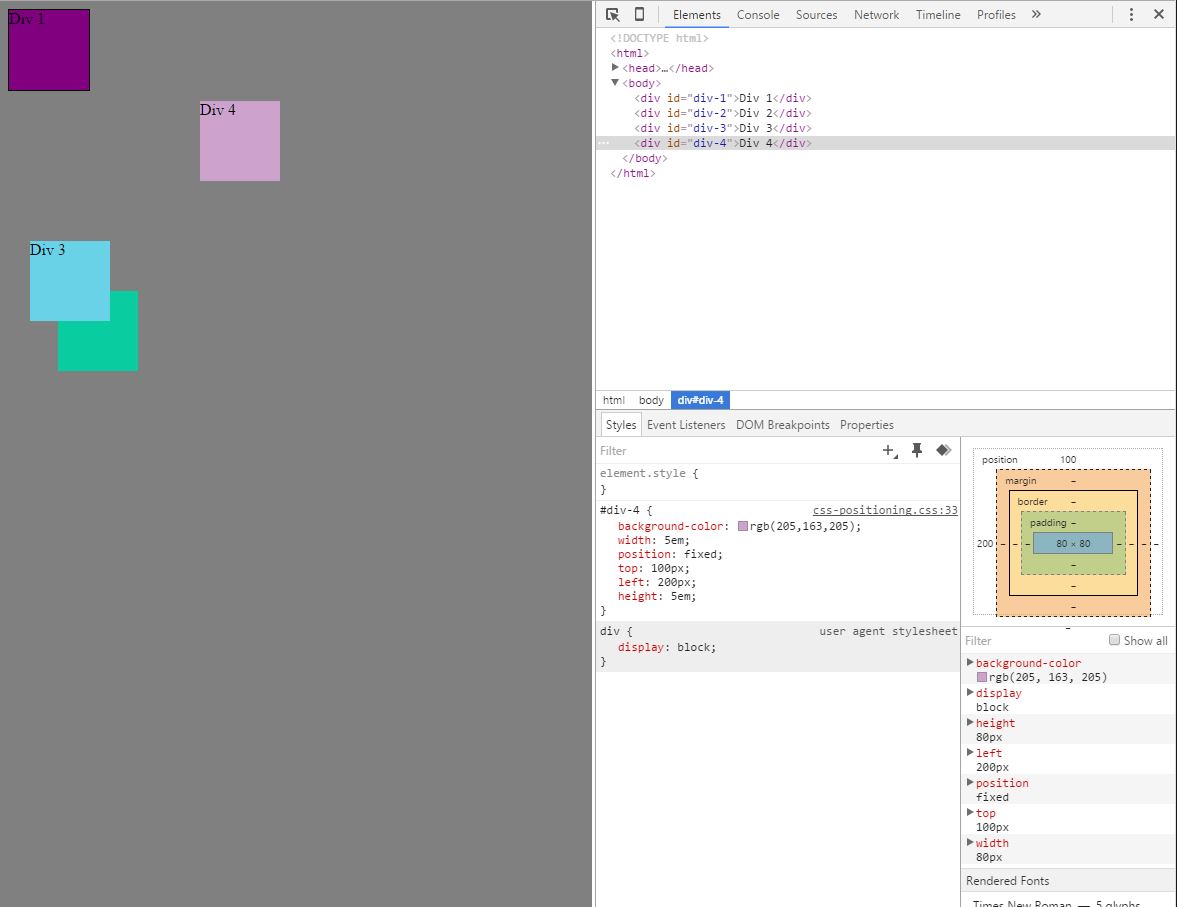 Div 1
Div 4
Div 3
Elements Console Sources Network Timeline Profiles »
<!DOCTYPE html>
<html>
<head>…</head>
<body>
<div id="div-1">Div 1</div>
<div id="div-2">Div 2</div>
<div id="div-3">Div 3</div>
<div id="div-4">Div 4</div>
</body>
</html>
html body div#div-4
Styles Event Listeners DOM Breakpoints Properties
Filter
element.style {
}
#div-4 { css-positioning.css:33
background-color: rgb(205,163,205);
width: 5em;
position: fixed;
top: 100px;
left: 200px;
height: 5em;
}
div { user agent stylesheet
display: block;
}
position 100
margin –
border –
padding –
200 – – – 80 × 80 – – – –
–
–
–
–
Filter Show all
background-color
rgb(205, 163, 205)
display
block
height
80px
left
200px
position
fixed
top
100px
width
80px
Rendered Fonts
Times New Roman — 5 glyphs